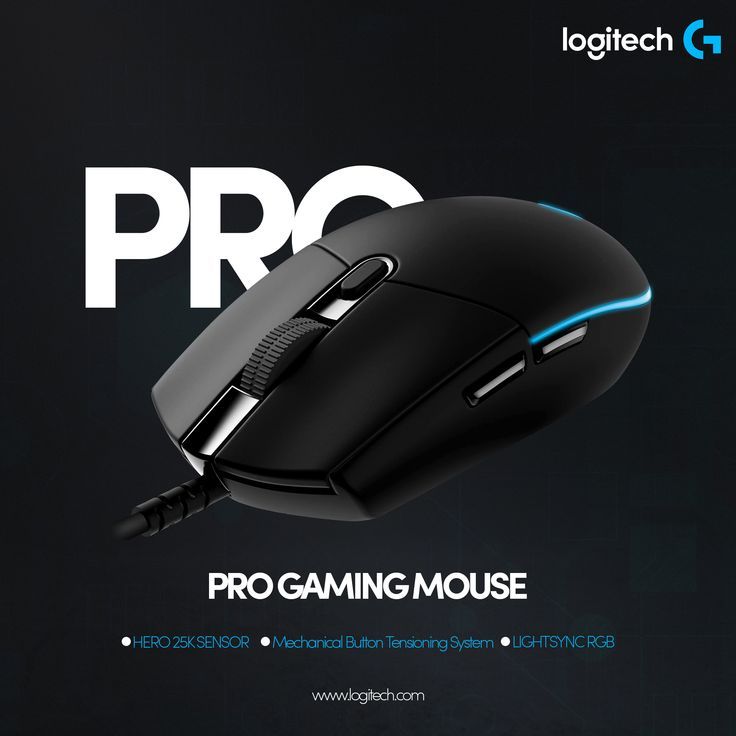 logitech G
PRO
PRO GAMING MOUSE
HERO 25K SENSOR Mechanical Button Tensioning System LIGHTSYNC RGB
www.logitech.com